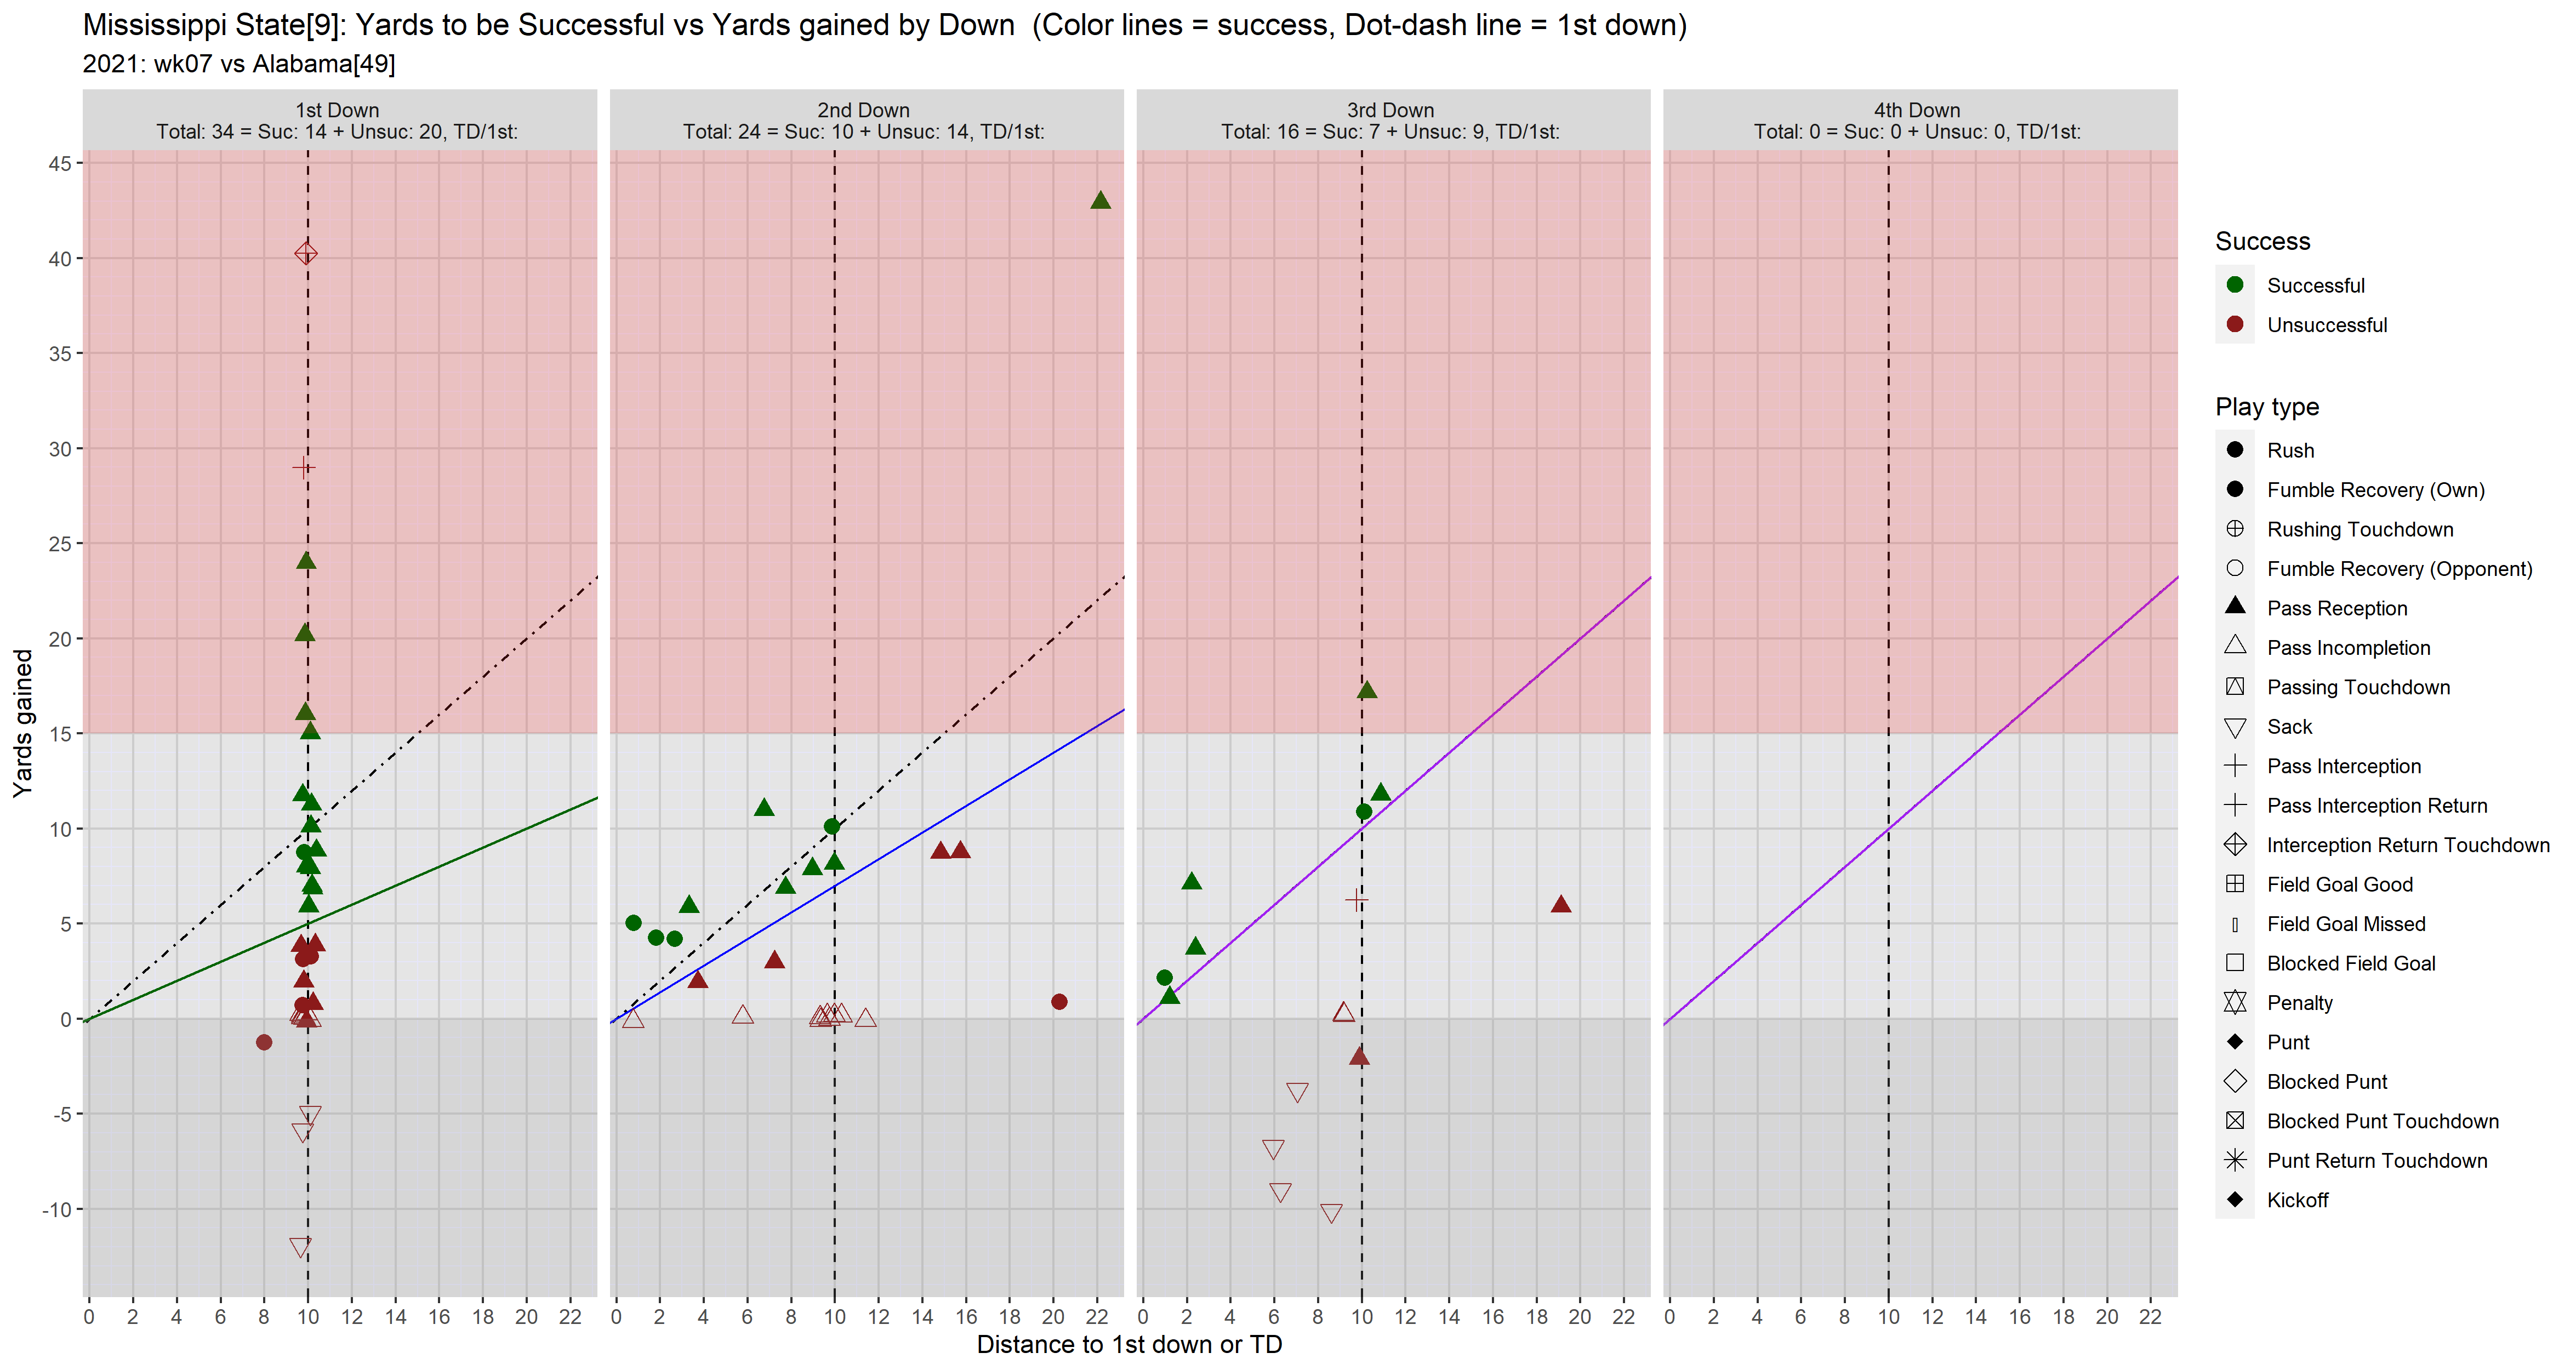 Mississippi State[9]: Yards to be Successful vs Yards gained by Down  (Color lines = success, Dot-dash line = 1st down)
2021: wk07 vs Alabama[49]
1st Down
Total: 34 = Suc: 14 + Unsuc: 20, TD/1st:
2nd Down
Total: 24 = Suc: 10 + Unsuc: 14, TD/1st:
3rd Down
Total: 16 = Suc: 7 + Unsuc: 9, TD/1st:
4th Down
Total: 0 = Suc: 0 + Unsuc: 0, TD/1st:
Yards gained
45
40
35
30
25
20
15
10
5
0
-5
-10
0 2 4 6 8 10 12 14 16 18 20 22
0 2 4 6 8 10 12 14 16 18 20 22
0 2 4 6 8 10 12 14 16 18 20 22
0 2 4 6 8 10 12 14 16 18 20 22
Distance to 1st down or TD
Success
Successful
Unsuccessful
Play type
Rush
Fumble Recovery (Own)
Rushing Touchdown
Fumble Recovery (Opponent)
Pass Reception
Pass Incompletion
Passing Touchdown
Sack
Pass Interception
Pass Interception Return
Interception Return Touchdown
Field Goal Good
Field Goal Missed
Blocked Field Goal
Penalty
Punt
Blocked Punt
Blocked Punt Touchdown
Punt Return Touchdown
Kickoff